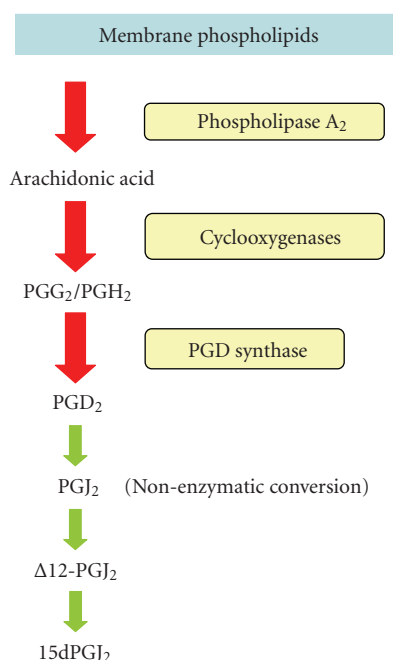 Membrane phospholipids
Phospholipase A₂
Arachidonic acid
Cyclooxygenases
PGG₂/PGH₂
PGD synthase
PGD₂
PGJ₂ (Non-enzymatic conversion)
Δ12-PGJ₂
15dPGJ₂